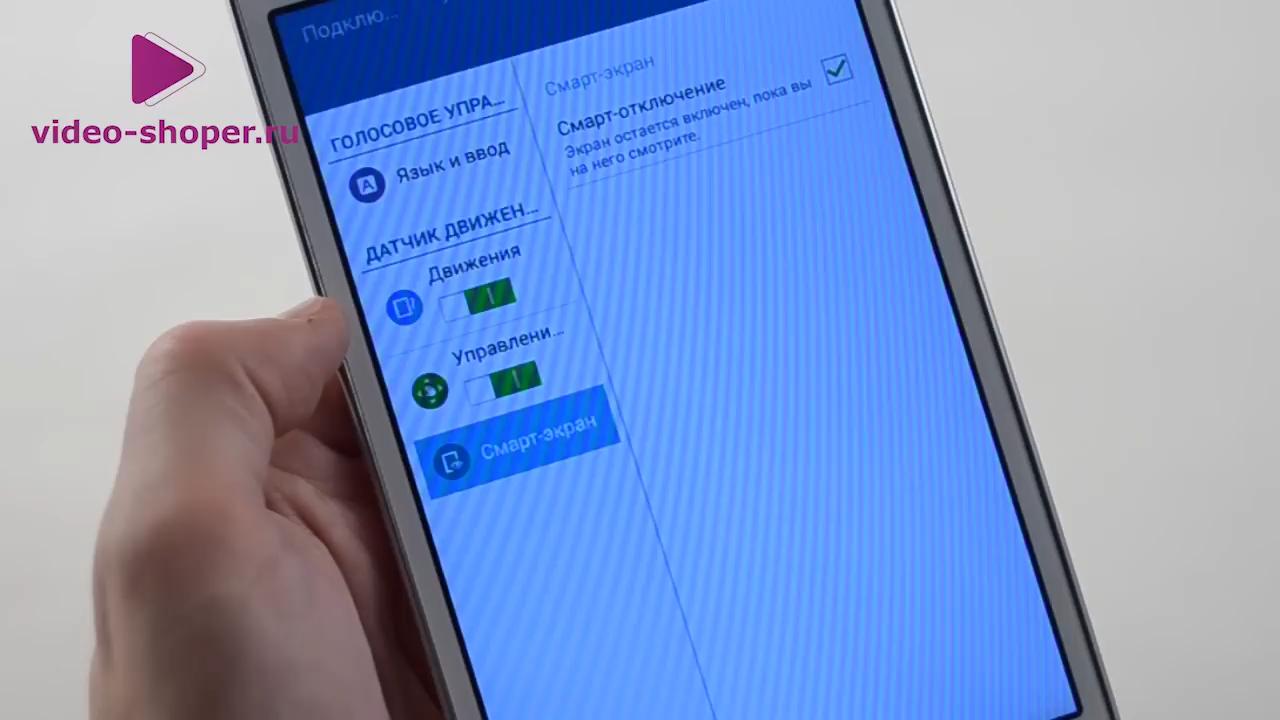 Подклю...
video-shoper.ru
ГОЛОСОВОЕ УПРА...
A
Язык и ввод
ДАТЧИК ДВИЖЕН...
Движения
Управлени...
Смарт-экран
Смарт-экран
Смарт-отключение
Экран остается включен, пока вы
на него смотрите.